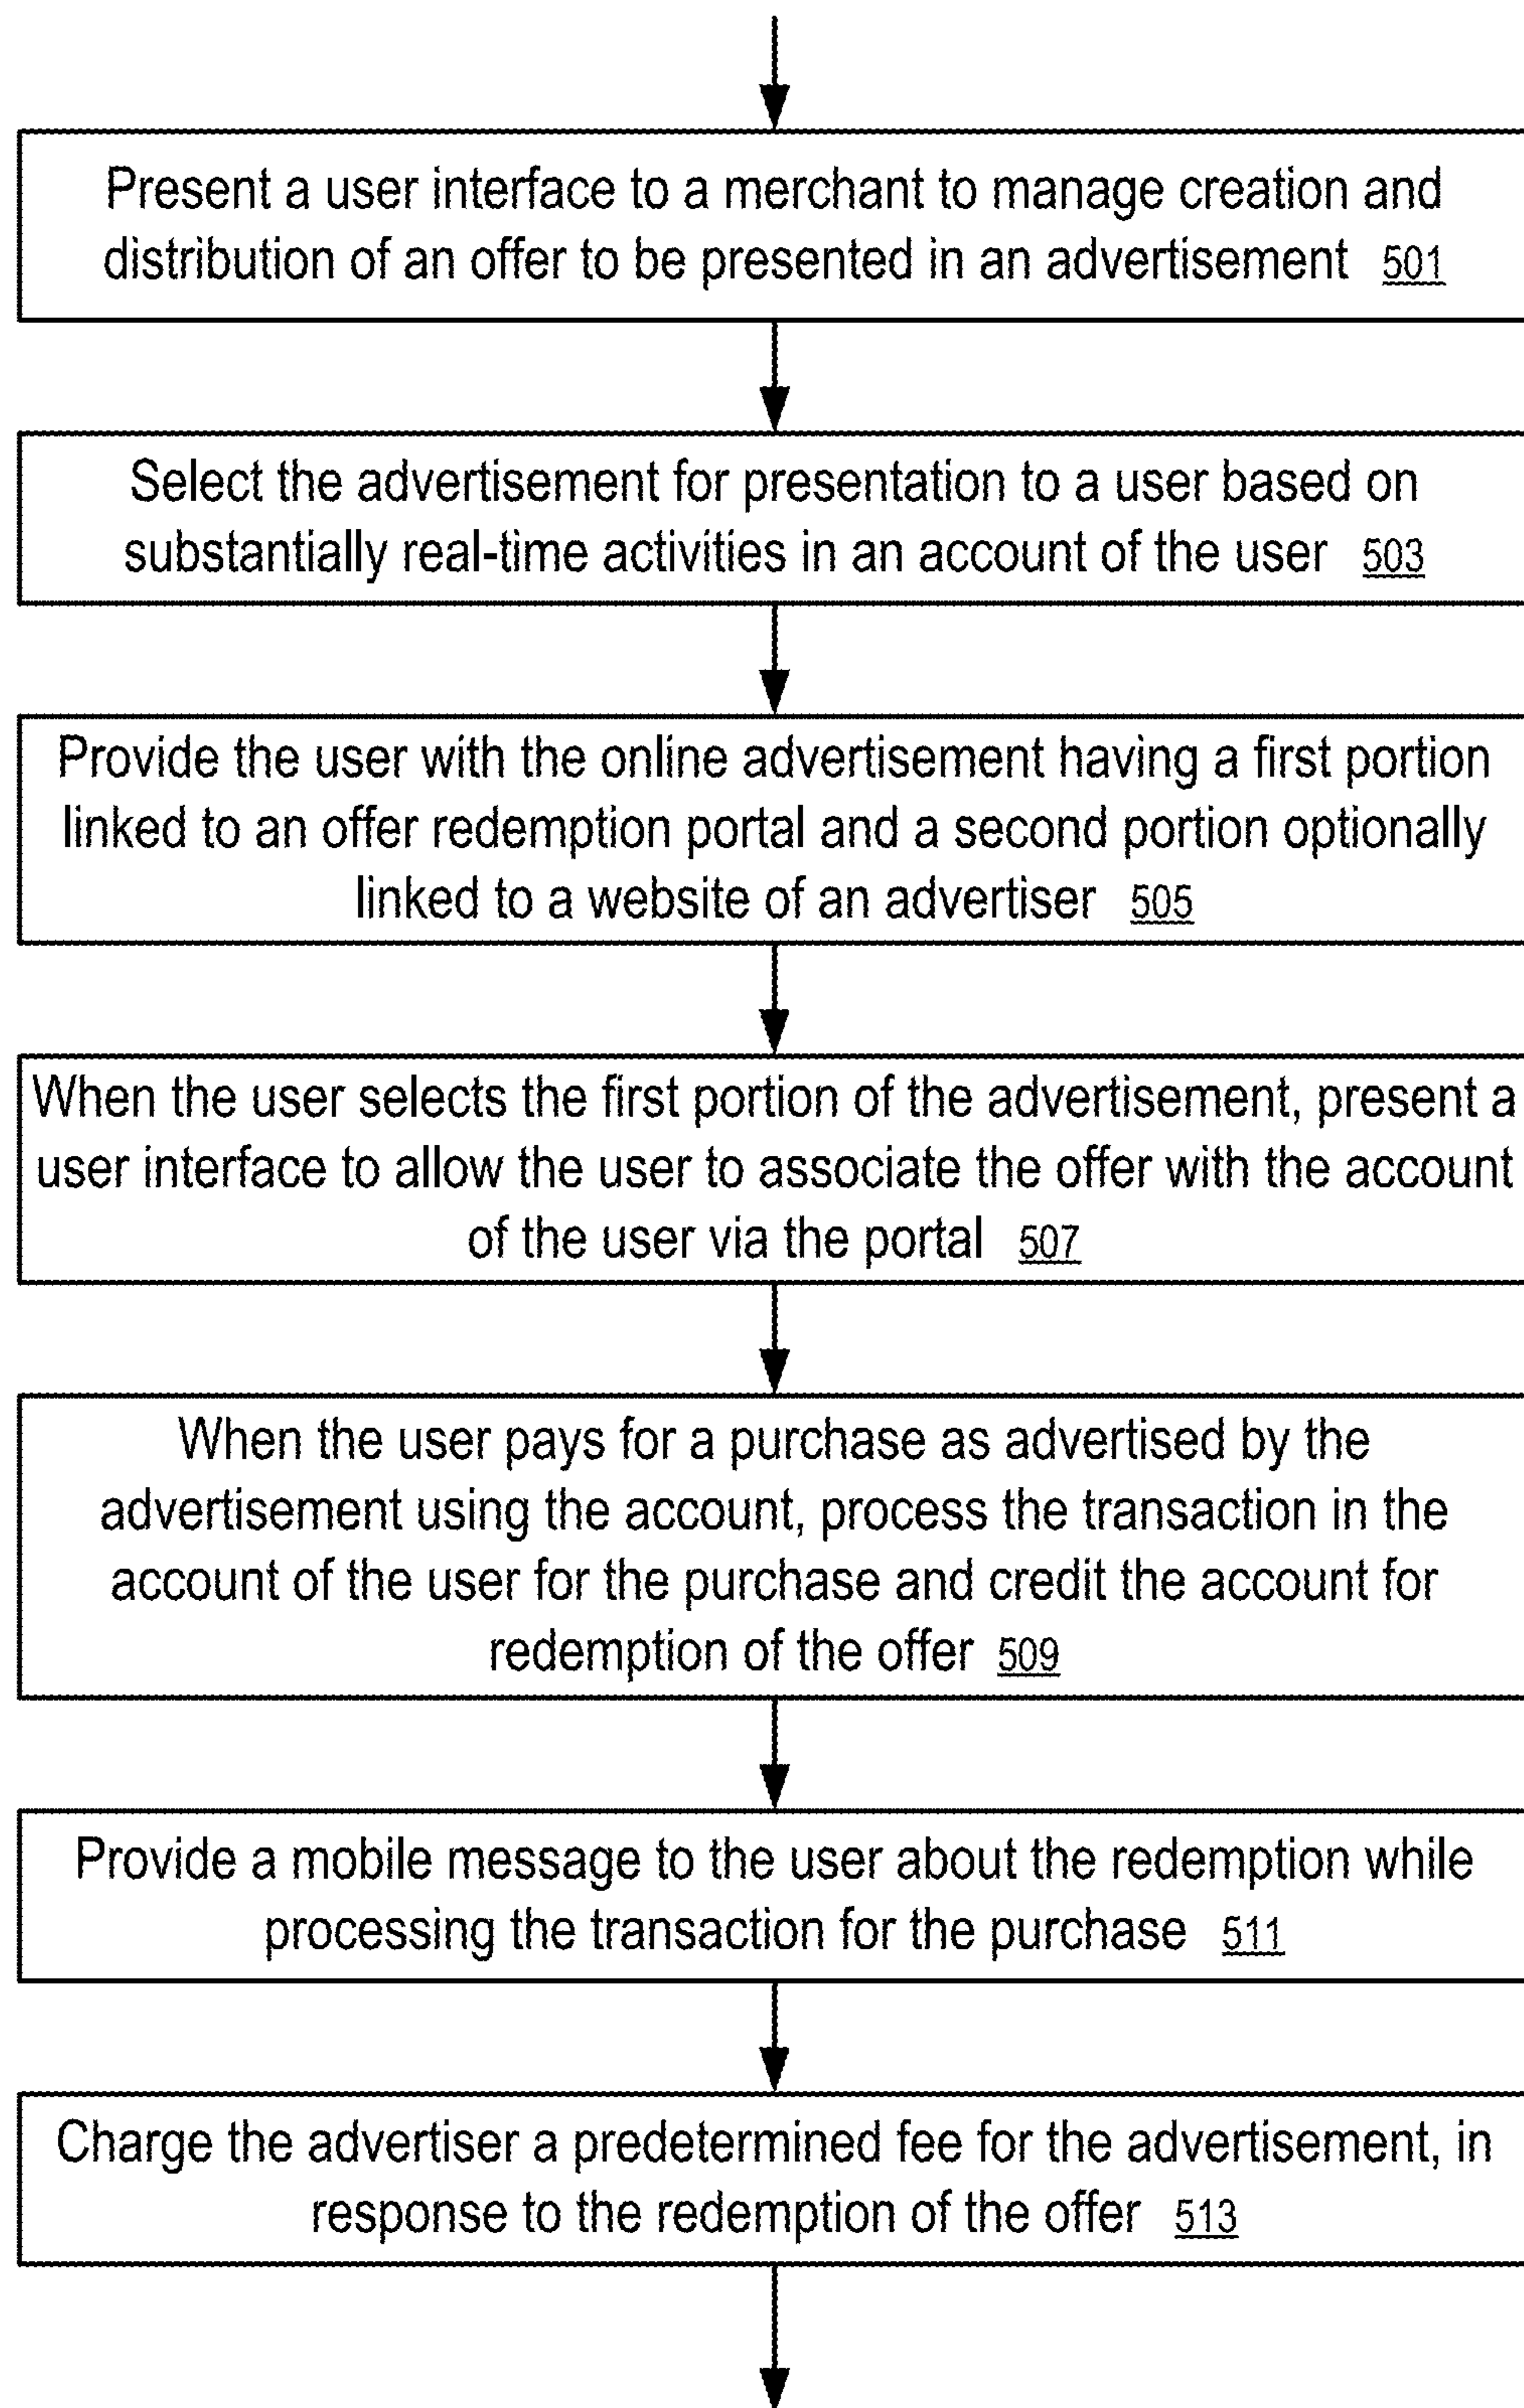 Present a user interface to a merchant to manage creation and
distribution of an offer to be presented in an advertisement 501
Select the advertisement for presentation to a user based on
substantially real-time activities in an account of the user 503
Provide the user with the online advertisement having a first portion
linked to an offer redemption portal and a second portion optionally
linked to a website of an advertiser 505
When the user selects the first portion of the advertisement, present a
user interface to allow the user to associate the offer with the account
of the user via the portal 507
When the user pays for a purchase as advertised by the
advertisement using the account, process the transaction in the
account of the user for the purchase and credit the account for
redemption of the offer 509
Provide a mobile message to the user about the redemption while
processing the transaction for the purchase 511
Charge the advertiser a predetermined fee for the advertisement, in
response to the redemption of the offer 513